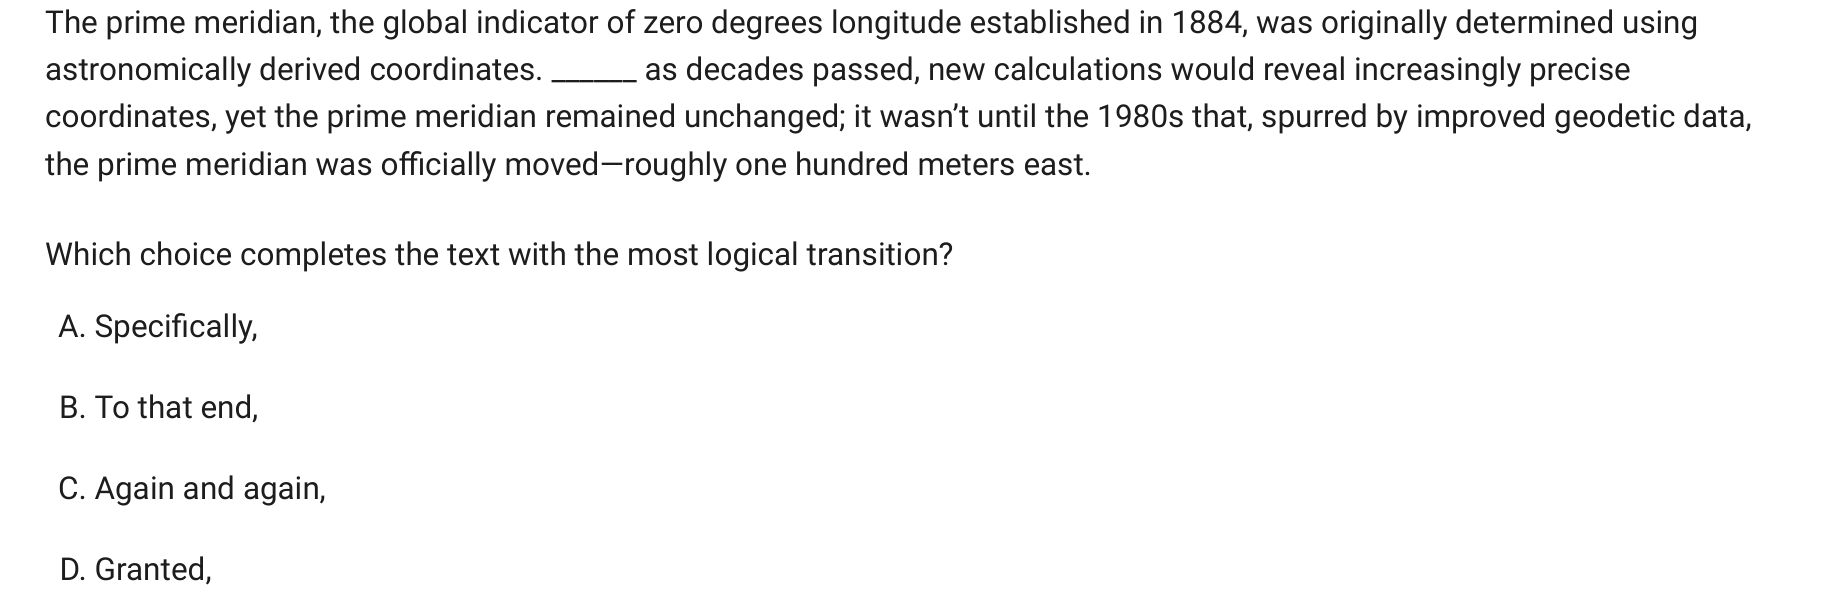 The prime meridian, the global indicator of zero degrees longitude established in 1884, was originally determined using
astronomically derived coordinates. ______ as decades passed, new calculations would reveal increasingly precise
coordinates, yet the prime meridian remained unchanged; it wasn’t until the 1980s that, spurred by improved geodetic data,
the prime meridian was officially moved—roughly one hundred meters east.
Which choice completes the text with the most logical transition?
A. Specifically,
B. To that end,
C. Again and again,
D. Granted,